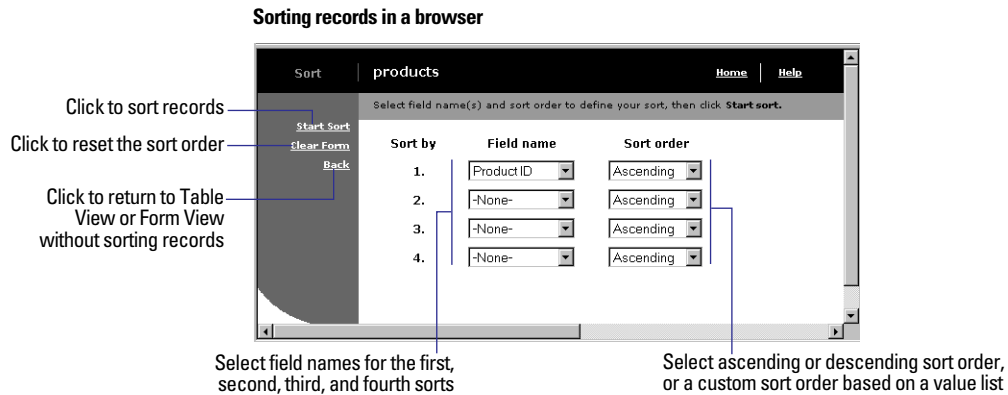 Sorting records in a browser
Sort
products
Home
Help
Select field name(s) and sort order to define your sort, then click Start sort.
Click to sort records
Start Sort
Click to reset the sort order
Clear Form
Back
Click to return to Table
View or Form View
without sorting records
Sort by Field name Sort order
1. Product ID Ascending
2. -None- Ascending
3. -None- Ascending
4. -None- Ascending
Select field names for the first,
second, third, and fourth sorts
Select ascending or descending sort order,
or a custom sort order based on a value list